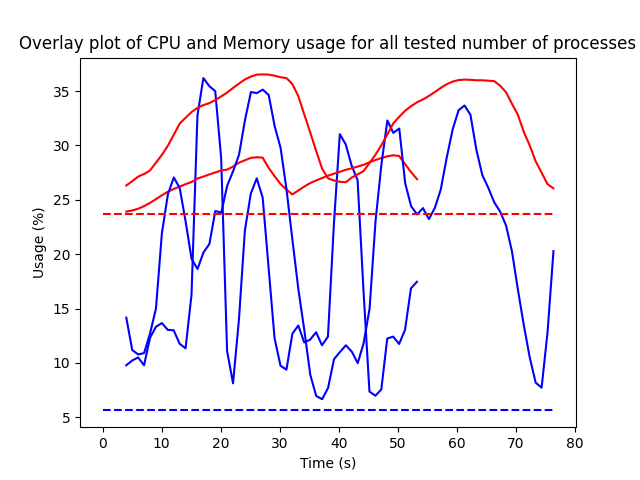 Overlay plot of CPU and Memory usage for all tested number of processes
35
30
25
20
15
10
5
Usage (%)
0 10 20 30 40 50 60 70 80
Time (s)